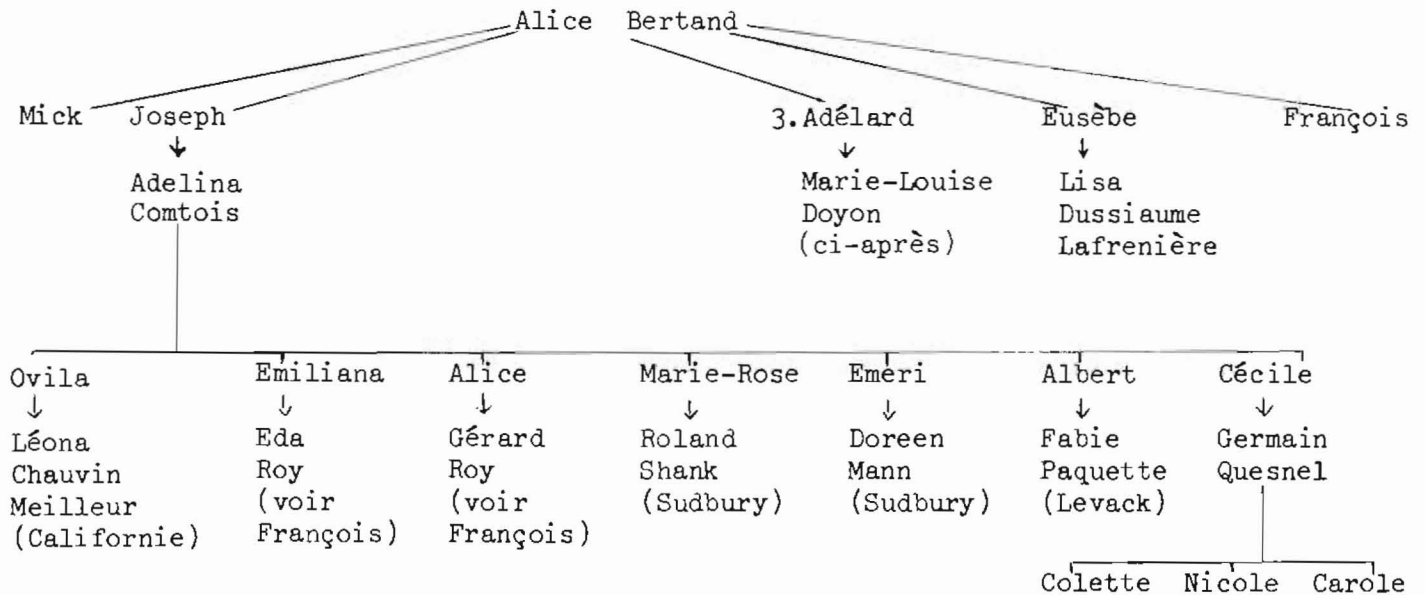 Alice Bertand
Mick Joseph 3.Adélard Eusèbe François
↓ ↓ ↓
Adelina Marie-Louise Lisa
Comtois Doyon Dussiaume
(ci-après) Lafrenière
Ovila Emiliana Alice Marie-Rose Emeri Albert Cécile
↓ ↓ ↓ ↓ ↓ ↓ ↓
Léona Eda Gérard Roland Doreen Fabie Germain
Chauvin Roy Roy Shank Mann Paquette Quesnel
Meilleur (voir (voir (Sudbury) (Sudbury) (Levack)
(Californie) François) François)
Colette Nicole Carole